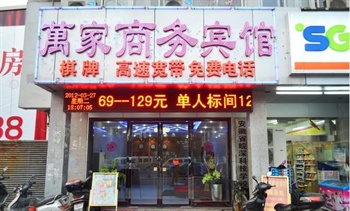 萬家商务宾馆
棋牌 高速宽带 免费电话
2012-03-27
星期二
15:07:05
69--129元 单人标间12
房
38
SG